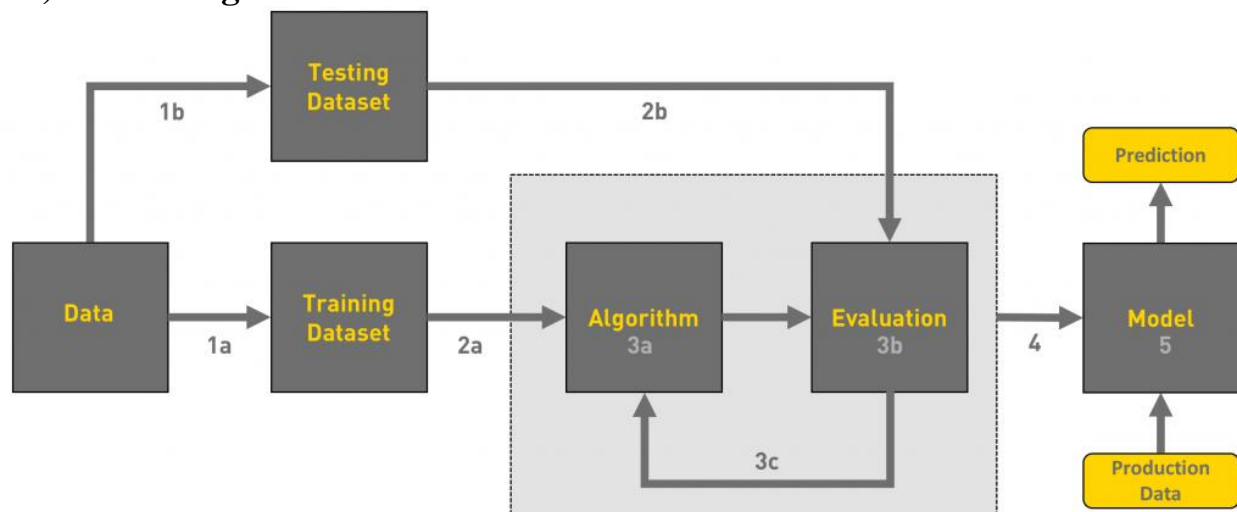 Testing
Dataset
1b
2b
Prediction
Data
1a
Training
Dataset
2a
Algorithm
3a
Evaluation
3b
4
Model
5
3c
Production
Data